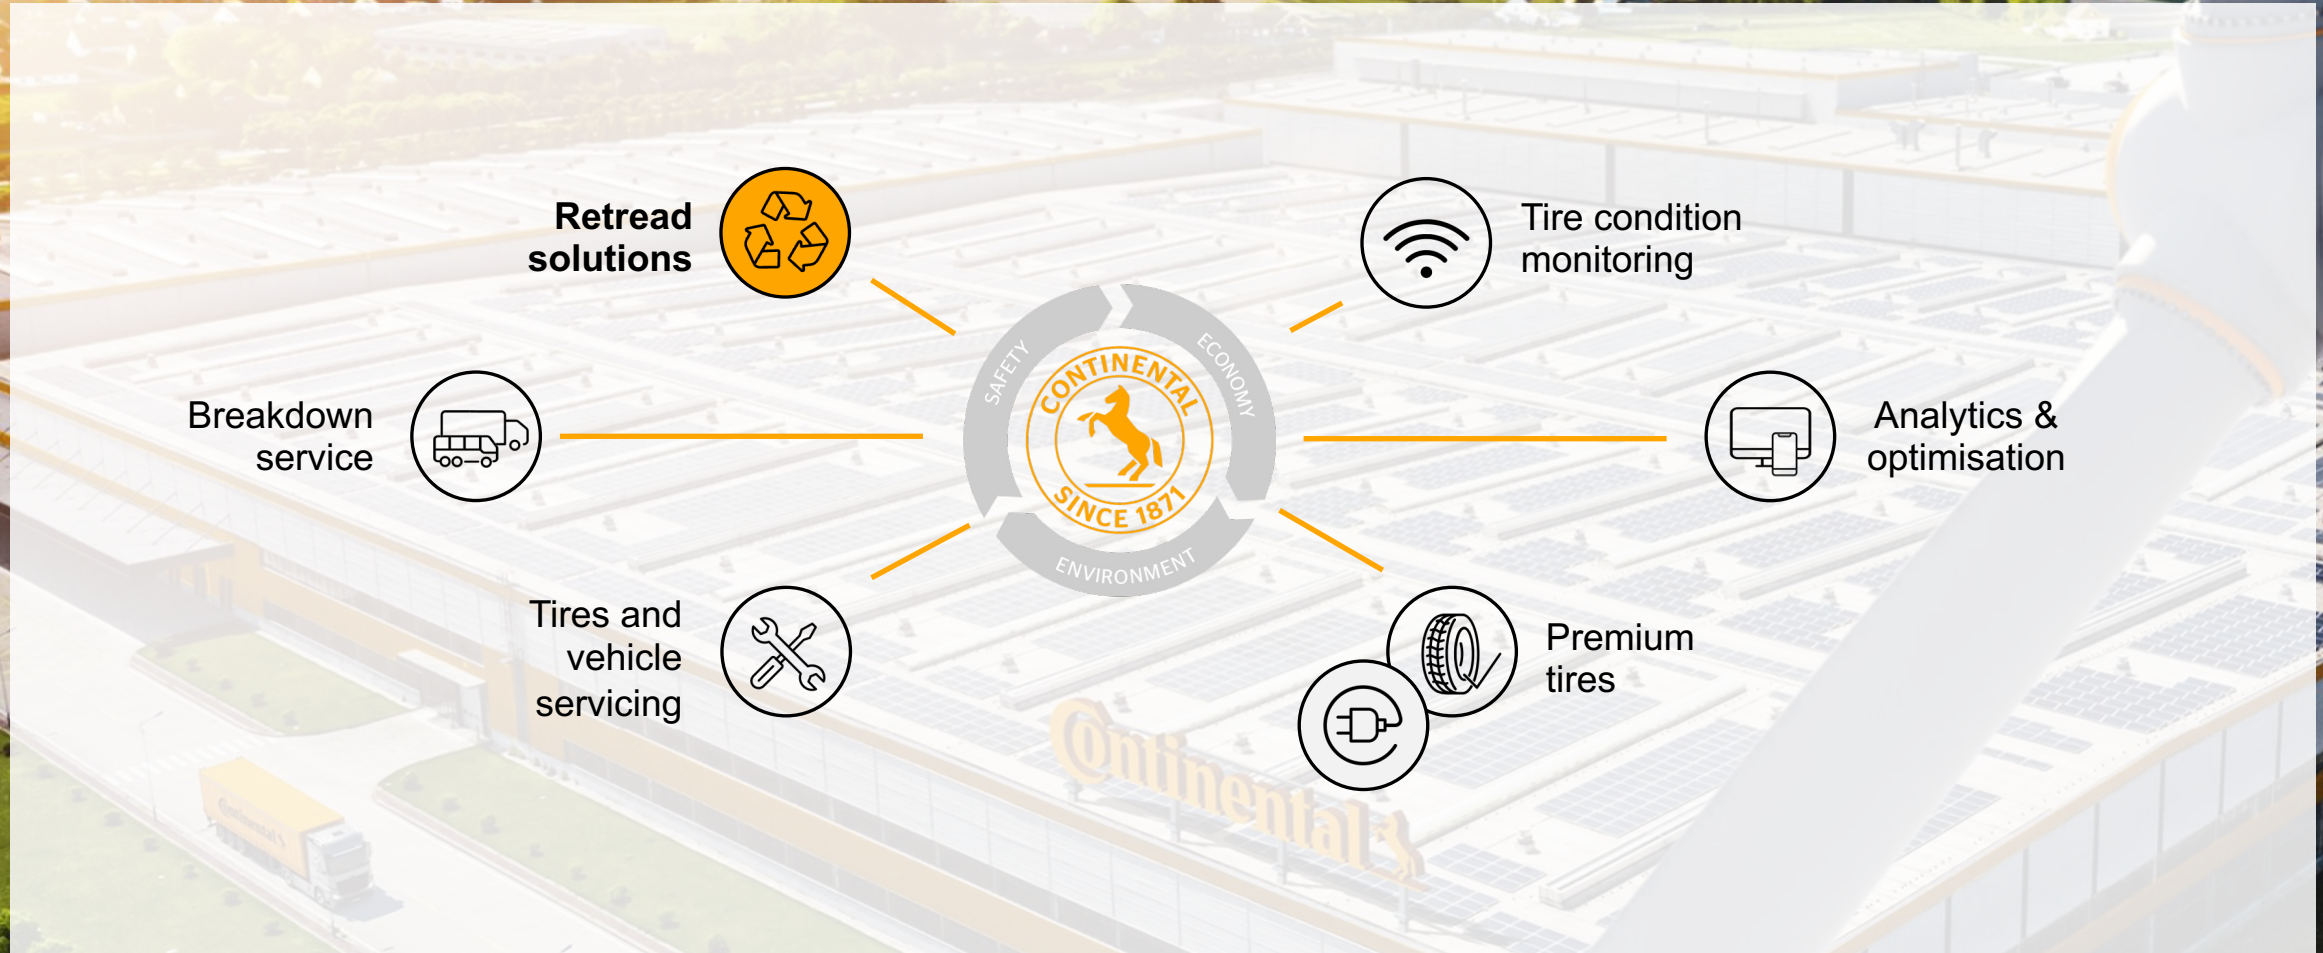 Retread
solutions
Tire condition
monitoring
Breakdown
service
SAFETY
ECONOMY
ENVIRONMENT
CONTINENTAL
SINCE 1871
Analytics &
optimisation
Tires and
vehicle
servicing
Premium
tires
Continental
Continental